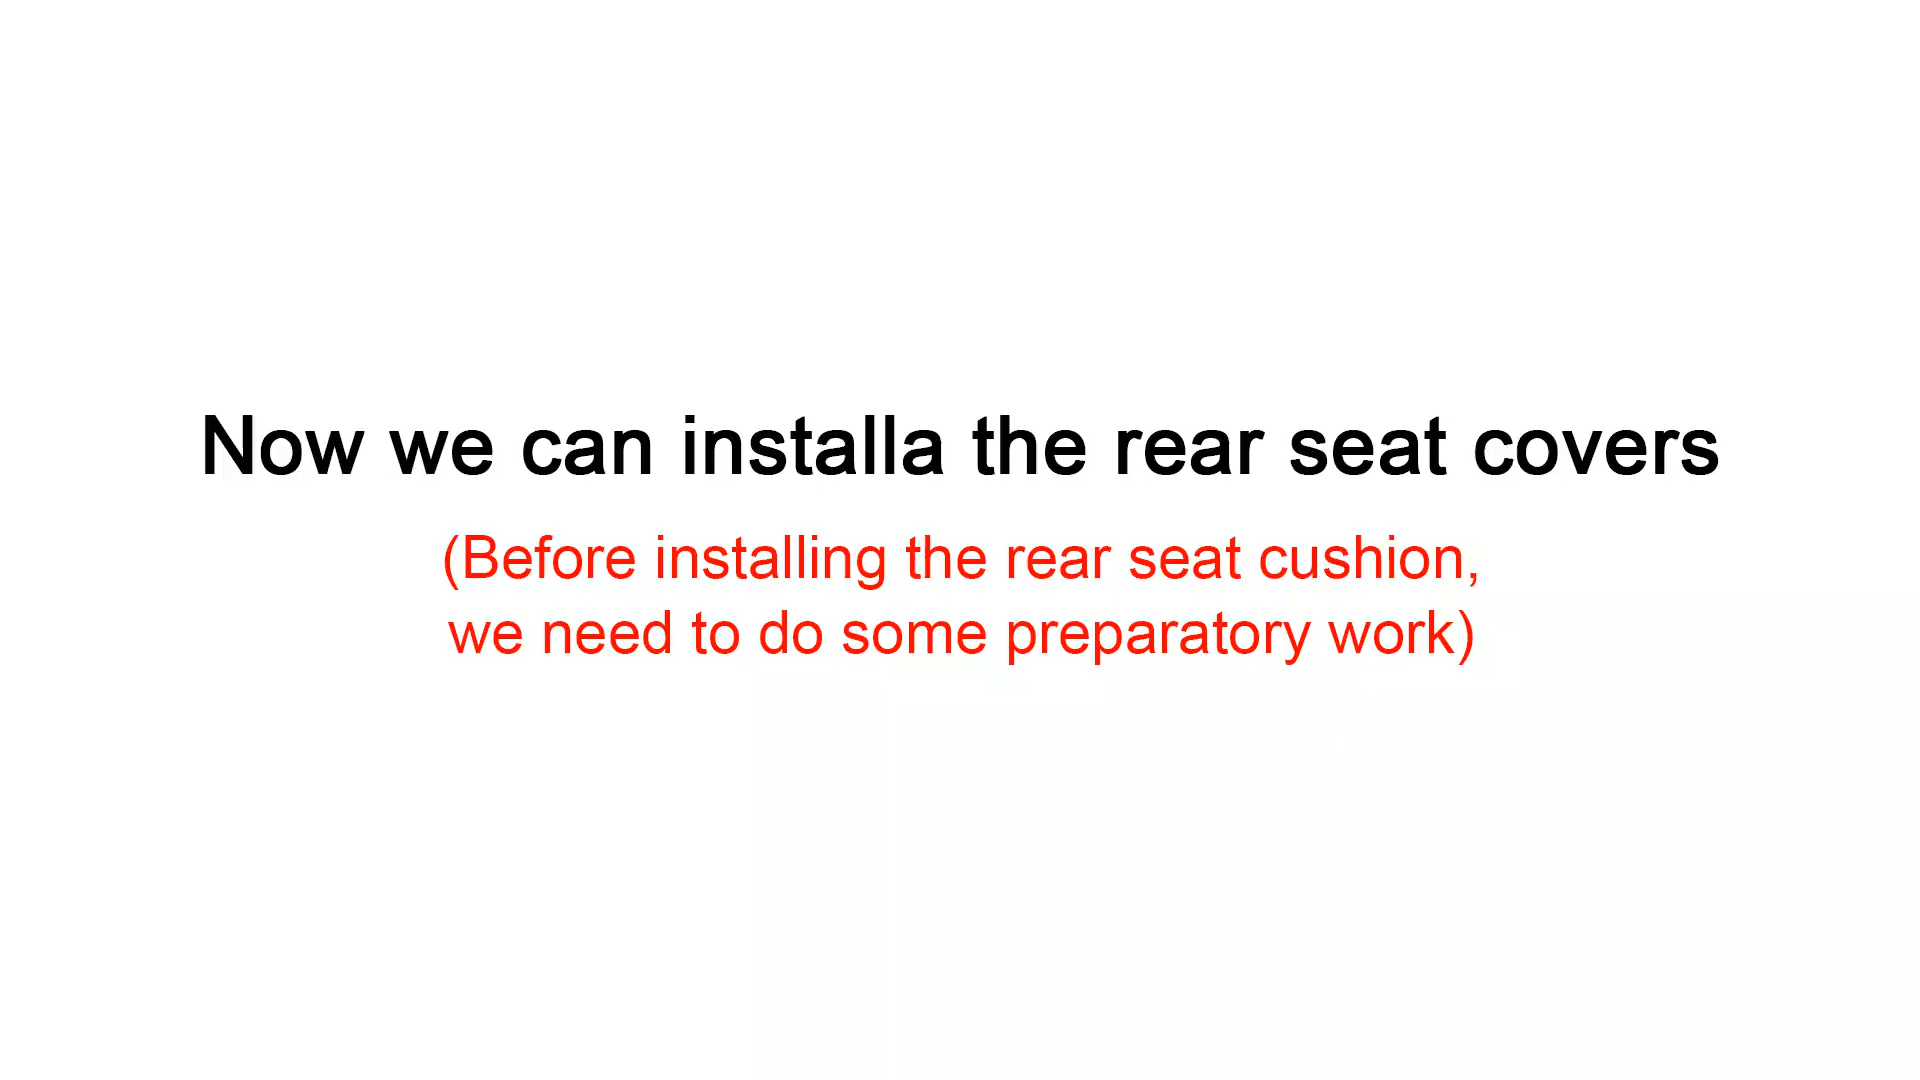 Now we can installa the rear seat covers
(Before installing the rear seat cushion,
we need to do some preparatory work)